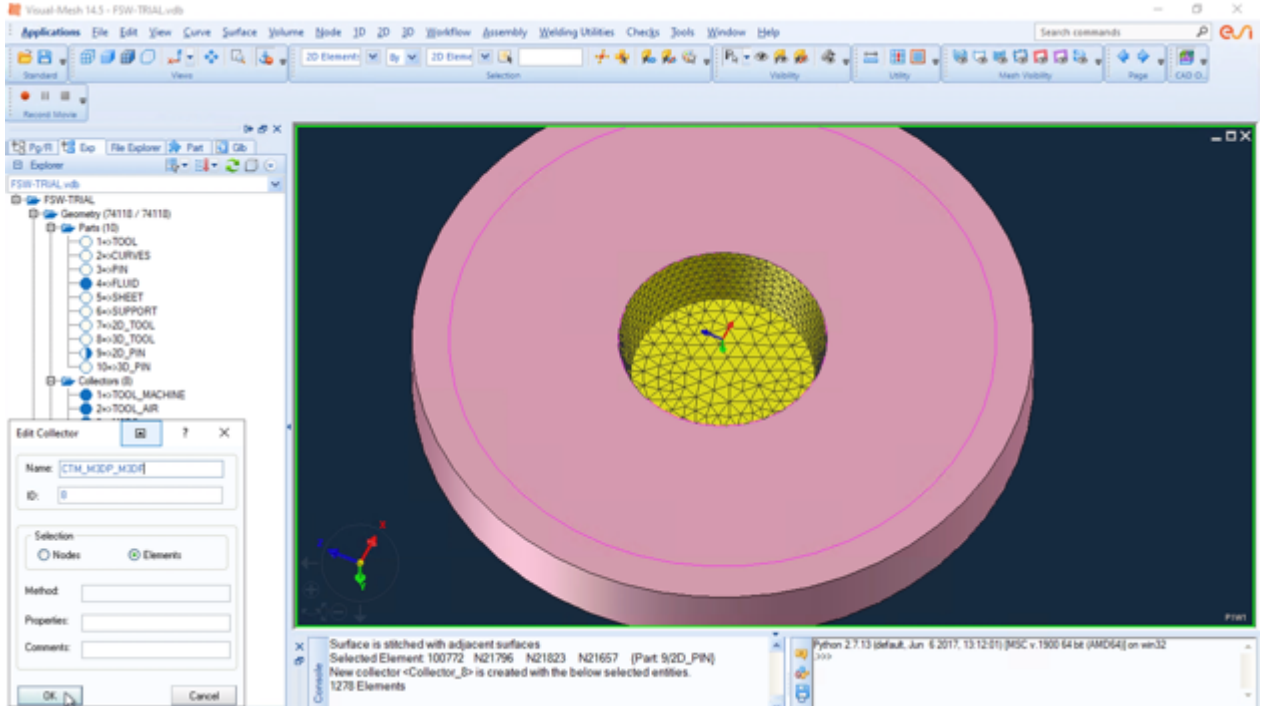 Visual-Mesh 14.5 - FSW-TRIAL.vdb
Applications File Edit View Curve Surface Volume Node 1D 2D 3D Workflow Assembly Welding Utilities Checks Tools Window Help
Search commands
esi
2D Elements By 2D Eleme
Standard Views Selection Visibility Utility Mesh Visibility Page CAD O..
Record Movie
Exp File Explorer Part Glb
Explorer
FSW-TRIAL.vdb
FSW-TRIAL
Geometry (74118 / 74118)
Parts (10)
1=>TOOL
2=>CURVES
3=>PIN
4=>FLUID
5=>SHEET
6=>SUPPORT
7=>2D_TOOL
8=>3D_TOOL
9=>2D_PIN
10=>3D_PIN
Collectors (8)
1=>TOOL_MACHINE
2=>TOOL_AIR
Edit Collector ? X
Name: CTM_M3DP_M3DP
ID: 8
Selection
Nodes Elements
Method:
Properties:
Comments:
OK Cancel
X
Y
Z
P1W1
Console
Surface is stitched with adjacent surfaces
Selected Element: 100772 N21796 N21823 N21657 {Part: 9/2D_PIN}
New collector <Collector_8> is created with the below selected entities.
1278 Elements
Python 2.7.13 (default, Jun 6 2017, 13:12:01) [MSC v.1900 64 bit (AMD64)] on win32
>>>